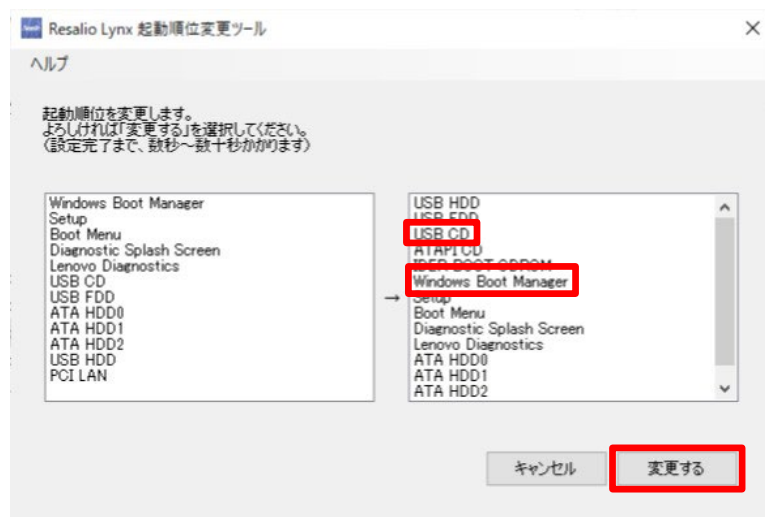 Resalio Lynx 起動順位変更ツール
ヘルプ
起動順位を変更します。
よろしければ「変更する」を選択してください。
(設定完了まで、数秒～数十秒かかります)
Windows Boot Manager
Setup
Boot Menu
Diagnostic Splash Screen
Lenovo Diagnostics
USB CD
USB FDD
ATA HDD0
ATA HDD1
ATA HDD2
USB HDD
PCI LAN
→
USB HDD
USB FDD
USB CD
ATAPI CD
IDER BOOT CDROM
Windows Boot Manager
Setup
Boot Menu
Diagnostic Splash Screen
Lenovo Diagnostics
ATA HDD0
ATA HDD1
ATA HDD2
キャンセル
変更する